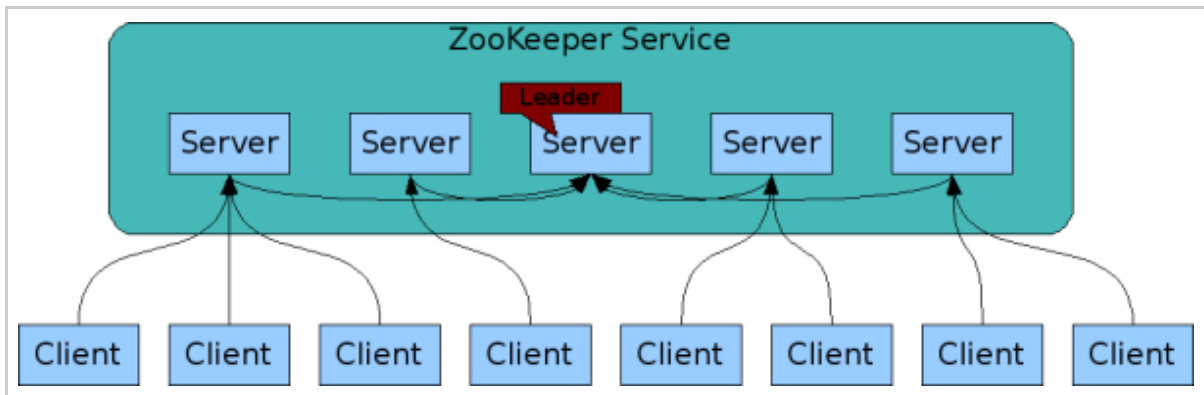 ZooKeeper Service
Leader
Server Server Server Server Server
Client Client Client Client Client Client Client Client